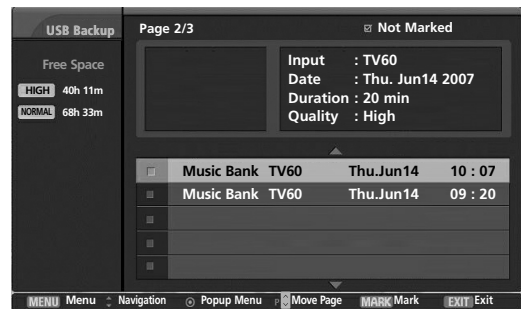 USB Backup
Page 2/3
Not Marked
Free Space
HIGH 40h 11m
NORMAL 68h 33m
Input : TV60
Date : Thu. Jun14 2007
Duration : 20 min
Quality : High
Music Bank TV60 Thu.Jun14 10 : 07
Music Bank TV60 Thu.Jun14 09 : 20
MENU Menu Navigation Popup Menu P Move Page MARK Mark EXIT Exit